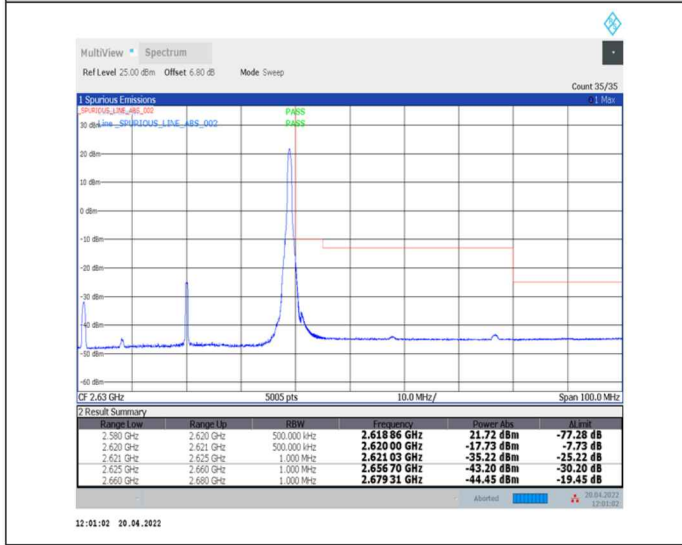 MultiView Spectrum
Ref Level 25.00 dBm Offset 6.80 dB Mode Sweep
Count 35/35
1 Spurious Emissions 1 Max
_SPURIOUS_LINE_ABS_002 PASS
30 dBm Line _SPURIOUS_LINE_ABS_002 PASS
20 dBm
10 dBm
0 dBm
-10 dBm
-20 dBm
-30 dBm
-40 dBm
-50 dBm
-60 dBm
CF 2.63 GHz 5005 pts 10.0 MHz/ Span 100.0 MHz
2 Result Summary
Range Low Range Up RBW Frequency Power Abs ΔLimit
2.580 GHz 2.620 GHz 500.000 kHz 2.618 86 GHz 21.72 dBm -77.28 dB
2.620 GHz 2.621 GHz 500.000 kHz 2.620 00 GHz -17.73 dBm -7.73 dB
2.621 GHz 2.625 GHz 1.000 MHz 2.621 03 GHz -35.22 dBm -25.22 dB
2.625 GHz 2.660 GHz 1.000 MHz 2.656 70 GHz -43.20 dBm -30.20 dB
2.660 GHz 2.680 GHz 1.000 MHz 2.679 31 GHz -44.45 dBm -19.45 dB
Aborted 20.04.2022
12:01:02
12:01:02 20.04.2022